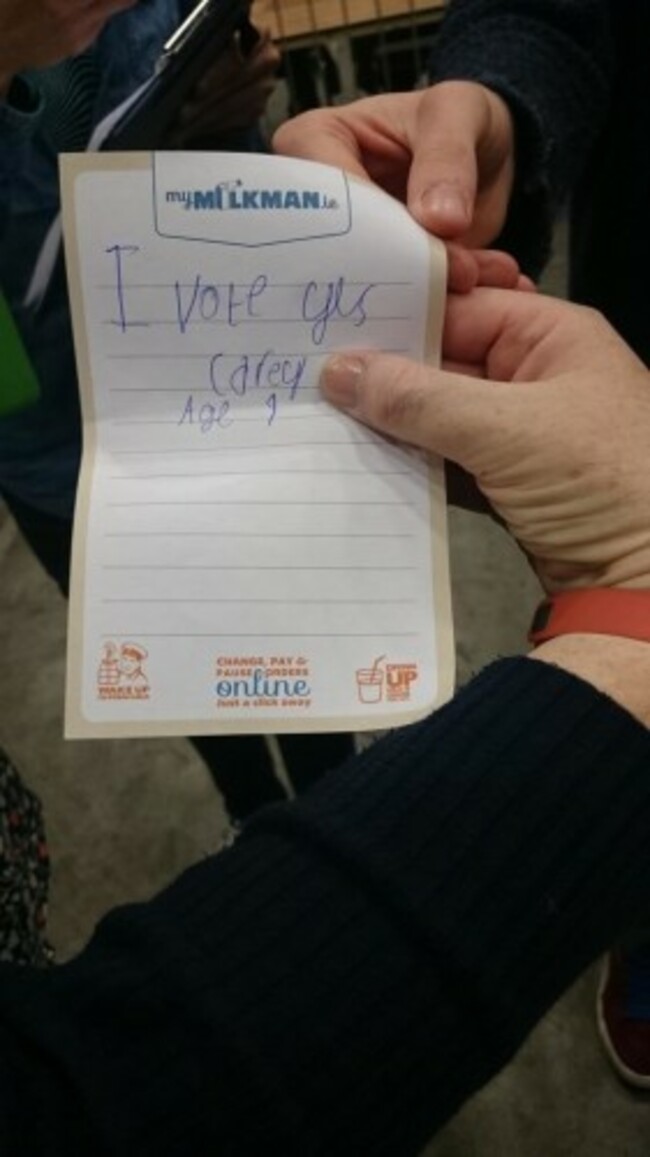 myMILKMAN.ie
I vote yes
Carey
Age 9
WAKE UP
CHANGE, PAY &
PAUSE ORDERS
online
Just a click away
UP